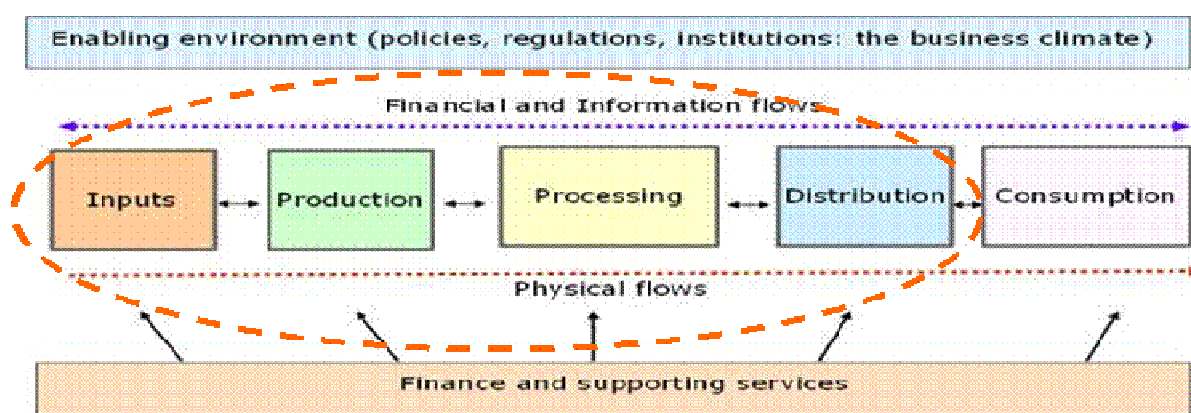 Enabling environment (policies, regulations, institutions: the business climate)
Financial and Information flows
Inputs
Production
Processing
Distribution
Consumption
Physical flows
Finance and supporting services